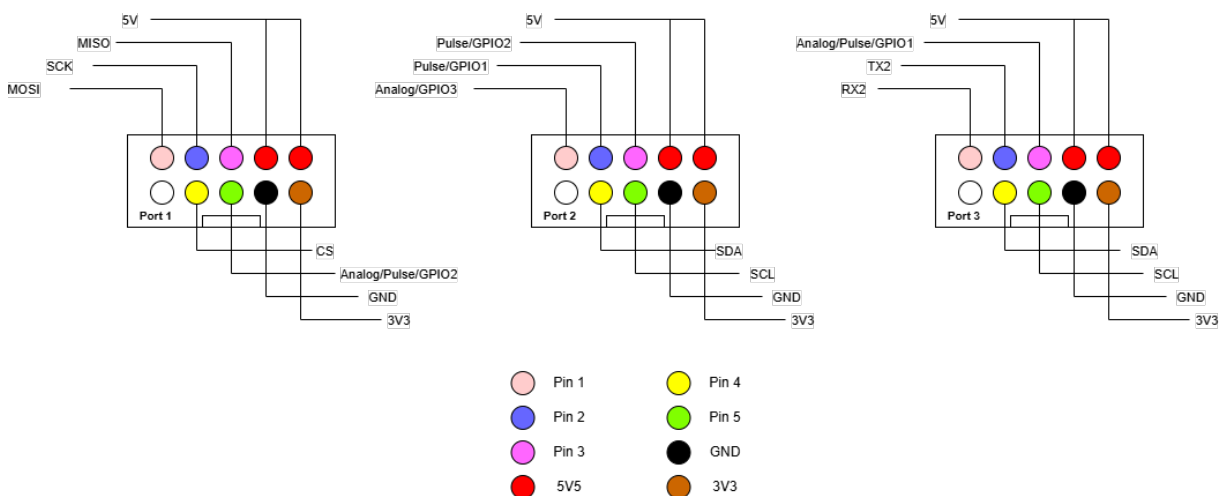 5V
MISO
SCK
MOSI
Port 1
CS
Analog/Pulse/GPIO2
GND
3V3
5V
Pulse/GPIO2
Pulse/GPIO1
Analog/GPIO3
Port 2
SDA
SCL
GND
3V3
5V
Analog/Pulse/GPIO1
TX2
RX2
Port 3
SDA
SCL
GND
3V3
Pin 1
Pin 2
Pin 3
5V5
Pin 4
Pin 5
GND
3V3